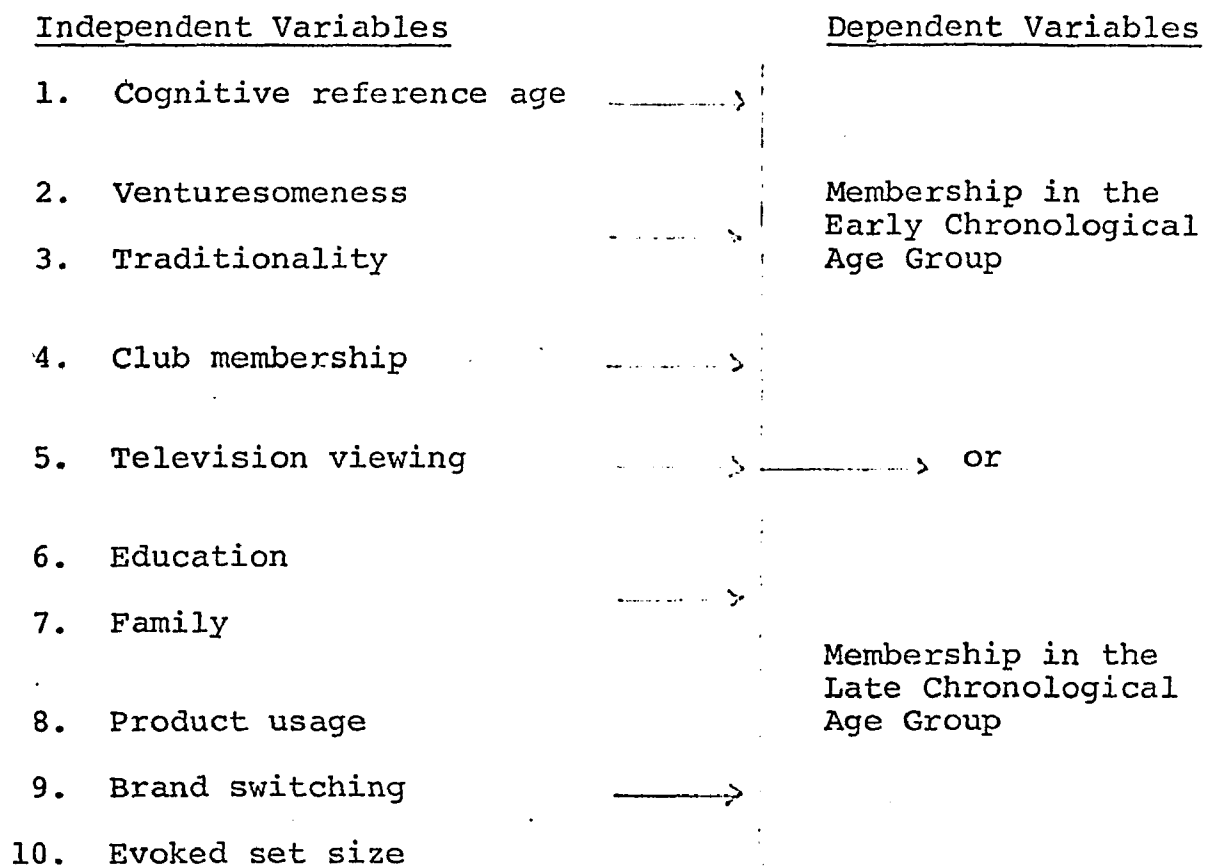 Independent Variables
Dependent Variables
1. Cognitive reference age
2. Venturesomeness
3. Traditionality
4. Club membership
5. Television viewing
6. Education
7. Family
8. Product usage
9. Brand switching
10. Evoked set size
Membership in the
Early Chronological
Age Group
or
Membership in the
Late Chronological
Age Group